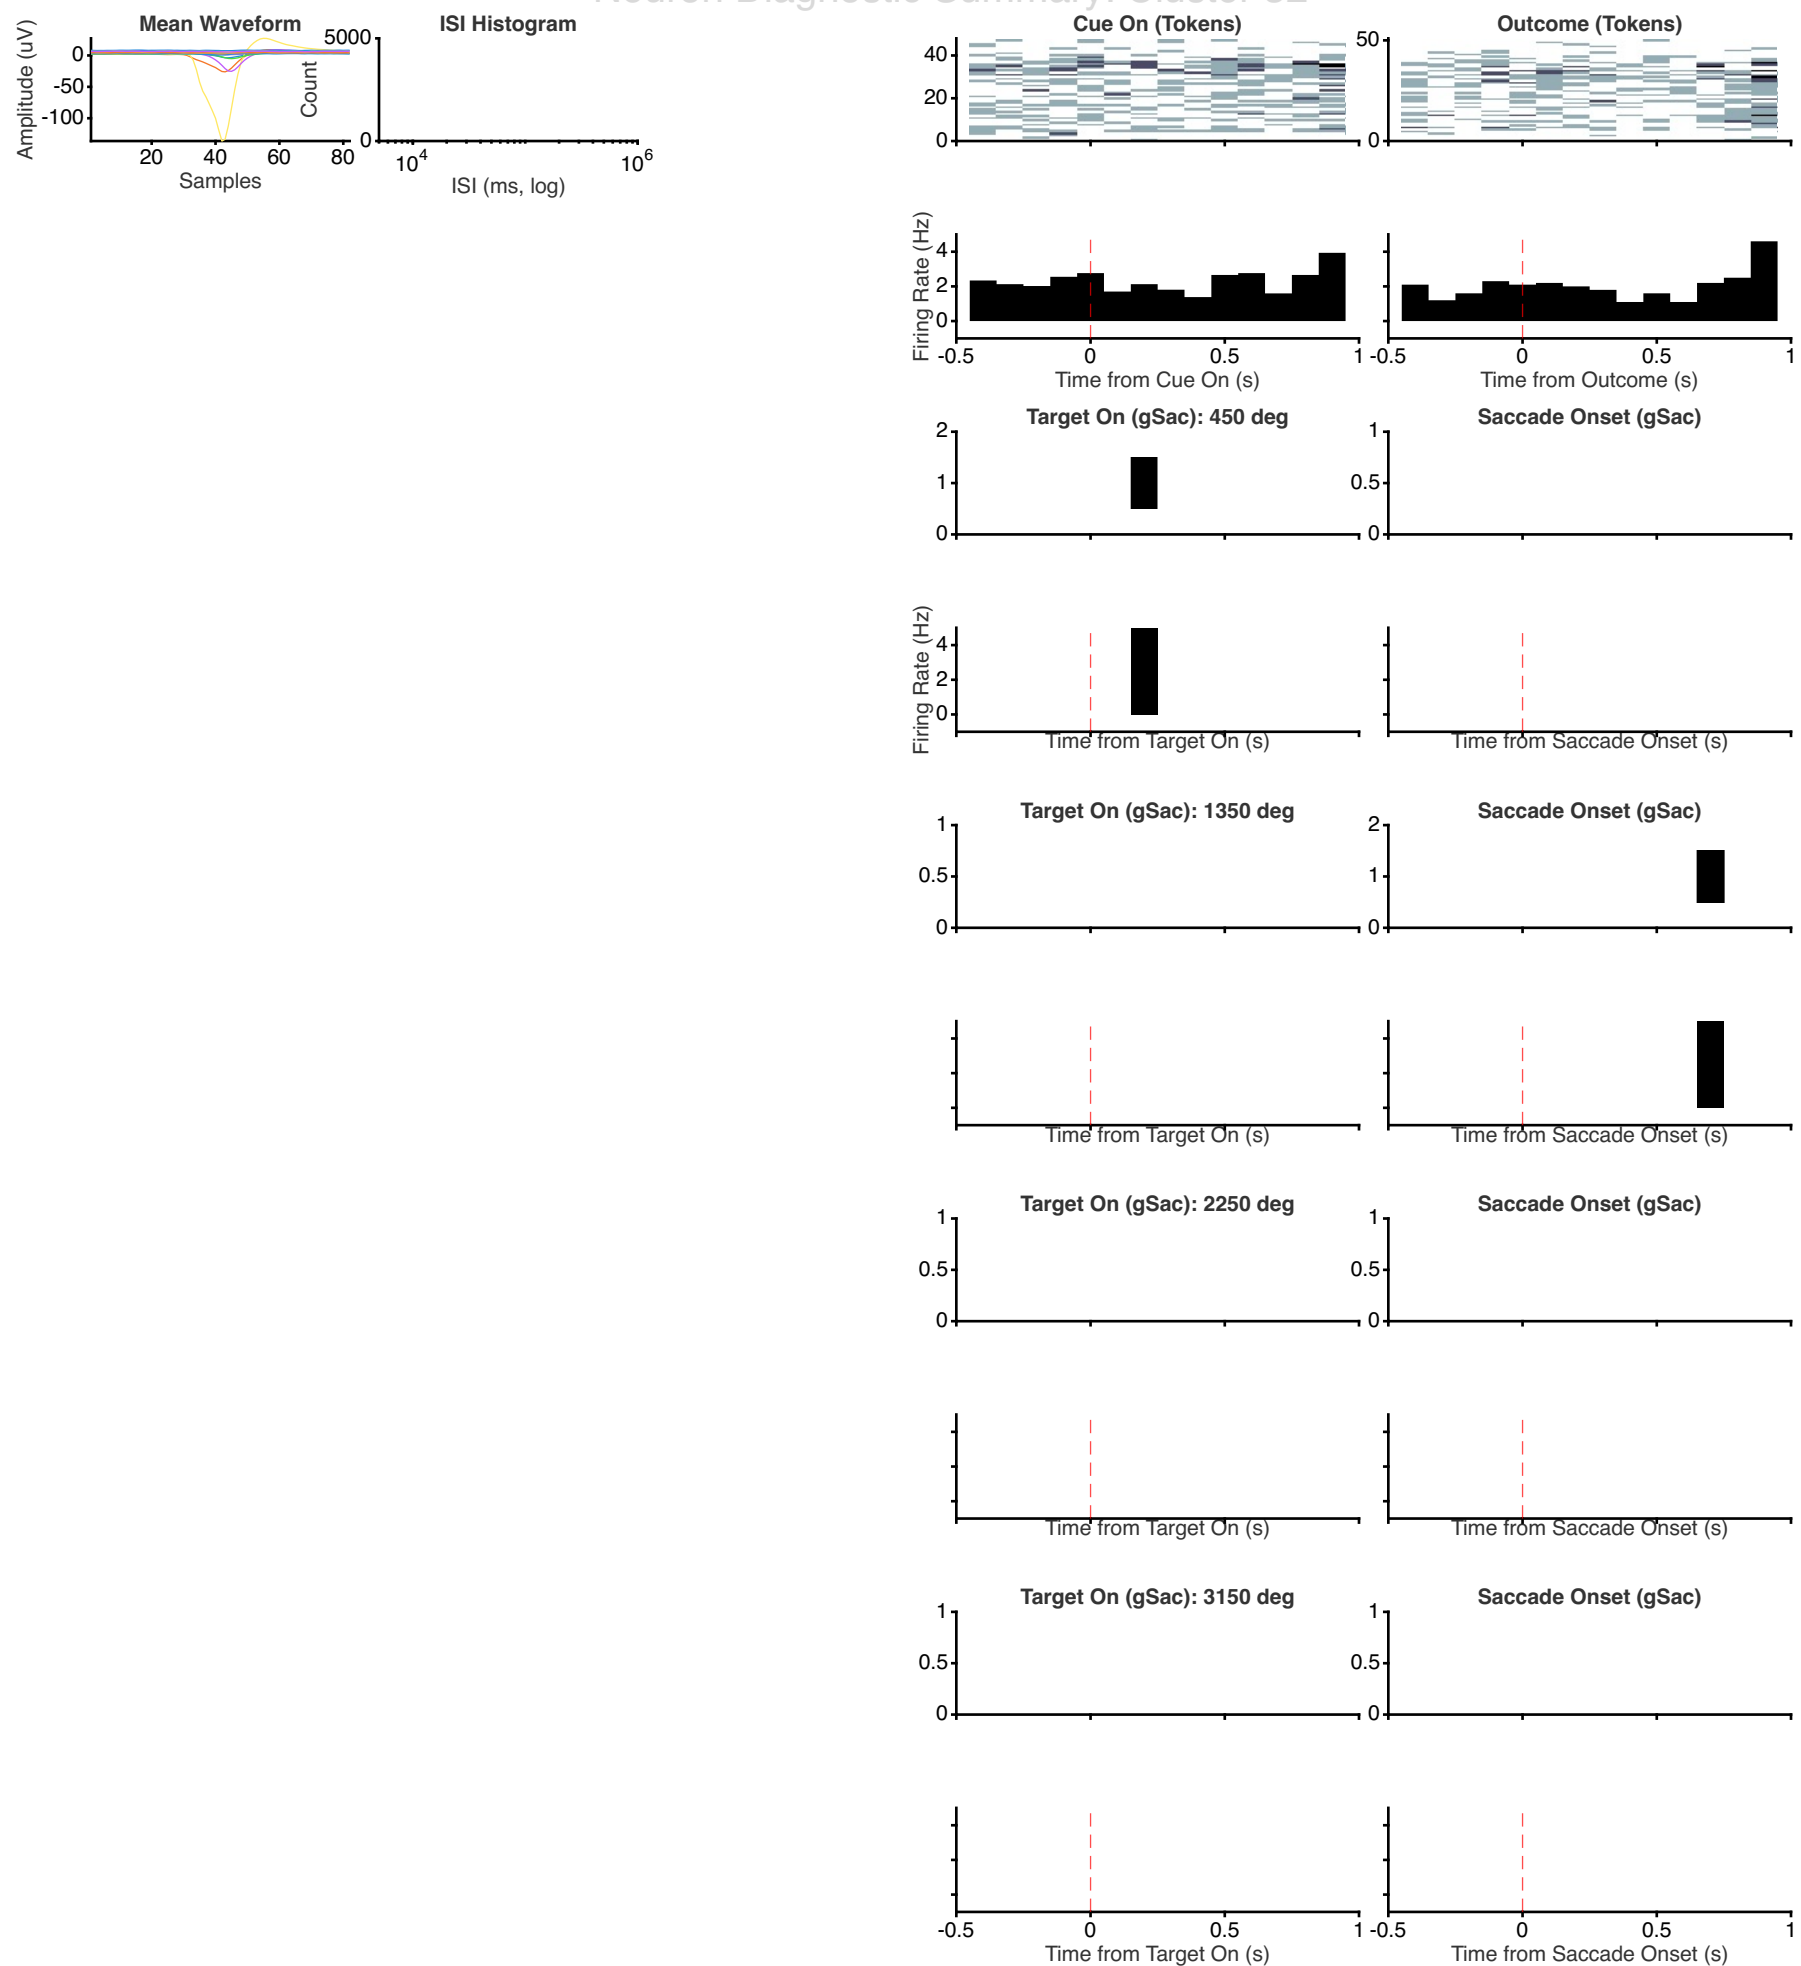 Neuron Diagnostic Summary: Cluster 82
Mean Waveform
Amplitude (uV)
0
-50
-100
20 40 60 80
Samples
ISI Histogram
Count
5000
0
10^4 10^6
ISI (ms, log)
Cue On (Tokens)
40
20
0
Outcome (Tokens)
50
0
Firing Rate (Hz)
4
2
0
-0.5 0 0.5 1
Time from Cue On (s)
-0.5 0 0.5 1
Time from Outcome (s)
Target On (gSac): 450 deg
2
1
0
Saccade Onset (gSac)
1
0.5
0
Firing Rate (Hz)
4
2
0
Time from Target On (s)
Time from Saccade Onset (s)
Target On (gSac): 1350 deg
1
0.5
0
Saccade Onset (gSac)
2
1
0
Time from Target On (s)
Time from Saccade Onset (s)
Target On (gSac): 2250 deg
1
0.5
0
Saccade Onset (gSac)
1
0.5
0
Time from Target On (s)
Time from Saccade Onset (s)
Target On (gSac): 3150 deg
1
0.5
0
Saccade Onset (gSac)
1
0.5
0
-0.5 0 0.5 1
Time from Target On (s)
-0.5 0 0.5 1
Time from Saccade Onset (s)